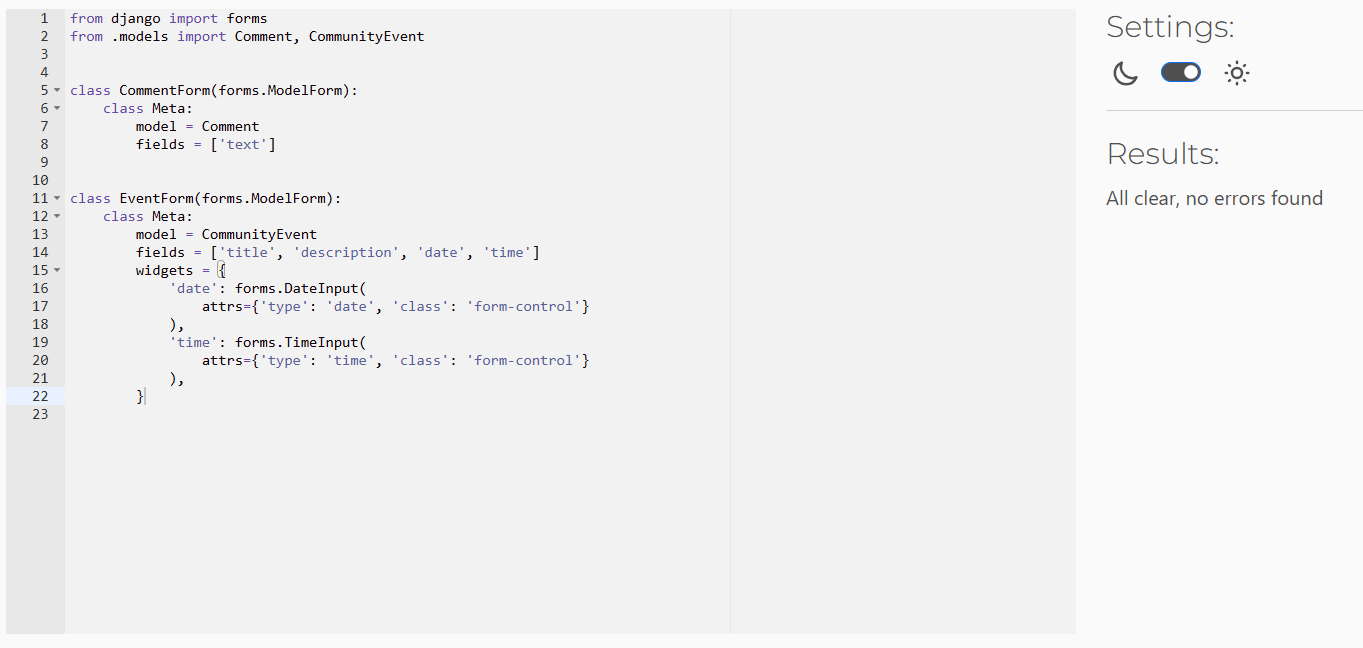 1 from django import forms
2 from .models import Comment, CommunityEvent
3
4
5 class CommentForm(forms.ModelForm):
6     class Meta:
7         model = Comment
8         fields = ['text']
9
10
11 class EventForm(forms.ModelForm):
12     class Meta:
13         model = CommunityEvent
14         fields = ['title', 'description', 'date', 'time']
15         widgets = {
16             'date': forms.DateInput(
17                 attrs={'type': 'date', 'class': 'form-control'}
18             ),
19             'time': forms.TimeInput(
20                 attrs={'type': 'time', 'class': 'form-control'}
21             ),
22         }
23
Settings:
Results:
All clear, no errors found